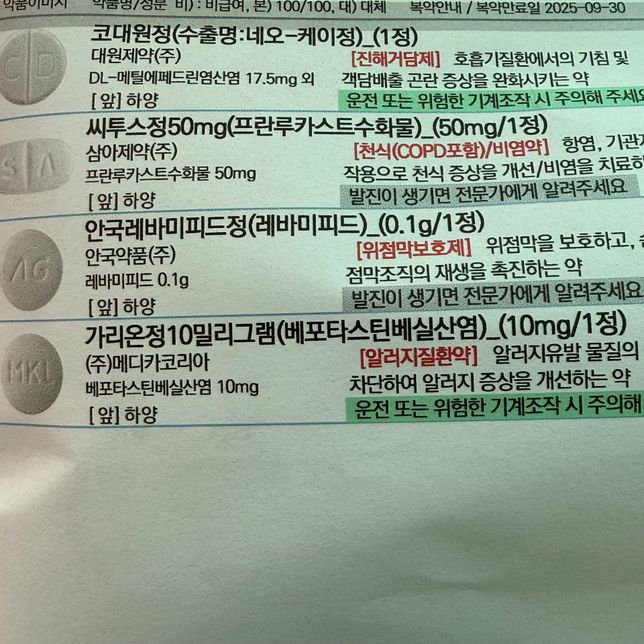 약품이미지 약품명/성분 비) : 비급여, 본) 100/100, 대) 대체 복약안내 / 복약만료일 2025-09-30
C D
코대원정(수출명:네오-케이정)_(1정)
대원제약(주) [진해거담제] 호흡기질환에서의 기침 및
DL-메틸에페드린염산염 17.5mg 외 객담배출 곤란 증상을 완화시키는 약
[앞] 하양 운전 또는 위험한 기계조작 시 주의해 주세요
S A
씨투스정50mg(프란루카스트수화물)_(50mg/1정)
삼아제약(주) [천식(COPD포함)/비염약] 항염, 기관지
프란루카스트수화물 50mg 작용으로 천식 증상을 개선/비염을 치료하
[앞] 하양 발진이 생기면 전문가에게 알려주세요
AG
안국레바미피드정(레바미피드)_(0.1g/1정)
안국약품(주) [위점막보호제] 위점막을 보호하고,
레바미피드 0.1g 점막조직의 재생을 촉진하는 약
[앞] 하양 발진이 생기면 전문가에게 알려주세요
MKI
가리온정10밀리그램(베포타스틴베실산염)_(10mg/1정)
(주)메디카코리아 [알러지질환약] 알러지유발 물질의
베포타스틴베실산염 10mg 차단하여 알러지 증상을 개선하는 약
[앞] 하양 운전 또는 위험한 기계조작 시 주의해